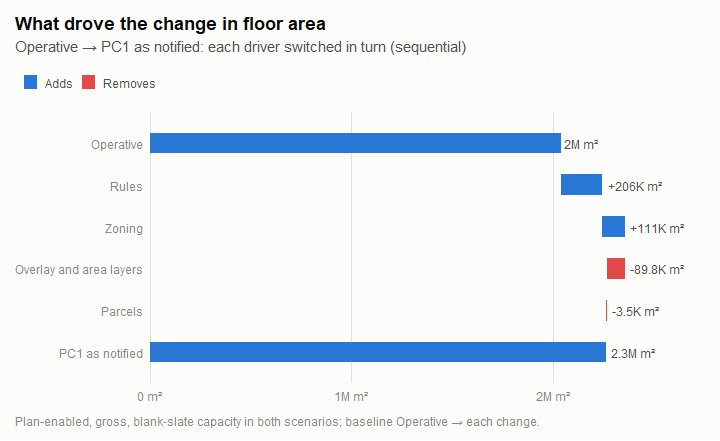 What drove the change in floor area
Operative → PC1 as notified: each driver switched in turn (sequential)
Adds Removes
Operative 2M m²
Rules +206K m²
Zoning +111K m²
Overlay and area layers -89.8K m²
Parcels -3.5K m²
PC1 as notified 2.3M m²
0 m² 1M m² 2M m²
Plan-enabled, gross, blank-slate capacity in both scenarios; baseline Operative → each change.